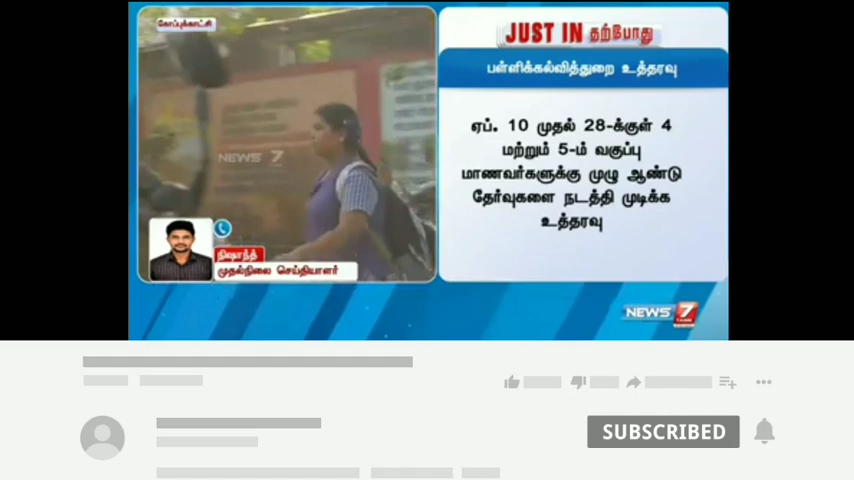 கோப்புக்காட்சி
JUST IN தற்போது
பள்ளிக்கல்வித்துறை உத்தரவு
ஏப். 10 முதல் 28-க்குள் 4
மற்றும் 5-ம் வகுப்பு
மாணவர்களுக்கு முழு ஆண்டு
தேர்வுகளை நடத்தி முடிக்க
உத்தரவு
NEWS 7
நிஷாந்த்
முதல்நிலை செய்தியாளர்
NEWS 7
SUBSCRIBED